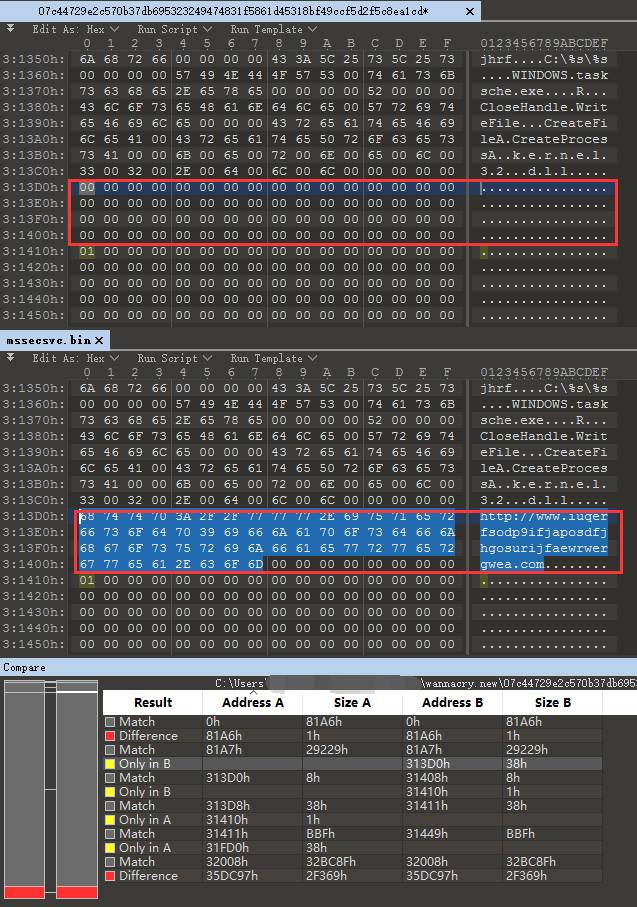 07c44729e2c570b37db695323249474831f5861d45318bf49ccf5d2f5c8ea1cd* ×
Edit As: Hex Run Script Run Template
0 1 2 3 4 5 6 7 8 9 A B C D E F 0123456789ABCDEF
3:1350h: 6A 68 72 66 00 00 00 00 43 3A 5C 25 73 5C 25 73 jhrf....C:\%s\%s
3:1360h: 00 00 00 00 57 49 4E 44 4F 57 53 00 74 61 73 6B ....WINDOWS.task
3:1370h: 73 63 68 65 2E 65 78 65 00 00 00 00 52 00 00 00 sche.exe....R...
3:1380h: 43 6C 6F 73 65 48 61 6E 64 6C 65 00 57 72 69 74 CloseHandle.Writ
3:1390h: 65 46 69 6C 65 00 00 00 43 72 65 61 74 65 46 69 eFile...CreateFi
3:13A0h: 6C 65 41 00 43 72 65 61 74 65 50 72 6F 63 65 73 leA.CreateProces
3:13B0h: 73 41 00 00 6B 00 65 00 72 00 6E 00 65 00 6C 00 sA..k.e.r.n.e.l.
3:13C0h: 33 00 32 00 2E 00 64 00 6C 00 6C 00 00 00 00 00 3.2...d.l.l.....
3:13D0h: 00 00 00 00 00 00 00 00 00 00 00 00 00 00 00 00 ................
3:13E0h: 00 00 00 00 00 00 00 00 00 00 00 00 00 00 00 00 ................
3:13F0h: 00 00 00 00 00 00 00 00 00 00 00 00 00 00 00 00 ................
3:1400h: 00 00 00 00 00 00 00 00 00 00 00 00 00 00 00 00 ................
3:1410h: 01 00 00 00 00 00 00 00 00 00 00 00 00 00 00 00 ................
3:1420h: 00 00 00 00 00 00 00 00 00 00 00 00 00 00 00 00 ................
3:1430h: 00 00 00 00 00 00 00 00 00 00 00 00 00 00 00 00 ................
3:1440h: 00 00 00 00 00 00 00 00 00 00 00 00 00 00 00 00 ................
3:1450h: 00 00 00 00 00 00 00 00 00 00 00 00 00 00 00 00 ................
mssecsvc.bin ×
Edit As: Hex Run Script Run Template
0 1 2 3 4 5 6 7 8 9 A B C D E F 0123456789ABCDEF
3:1350h: 6A 68 72 66 00 00 00 00 43 3A 5C 25 73 5C 25 73 jhrf....C:\%s\%s
3:1360h: 00 00 00 00 57 49 4E 44 4F 57 53 00 74 61 73 6B ....WINDOWS.task
3:1370h: 73 63 68 65 2E 65 78 65 00 00 00 00 52 00 00 00 sche.exe....R...
3:1380h: 43 6C 6F 73 65 48 61 6E 64 6C 65 00 57 72 69 74 CloseHandle.Writ
3:1390h: 65 46 69 6C 65 00 00 00 43 72 65 61 74 65 46 69 eFile...CreateFi
3:13A0h: 6C 65 41 00 43 72 65 61 74 65 50 72 6F 63 65 73 leA.CreateProces
3:13B0h: 73 41 00 00 6B 00 65 00 72 00 6E 00 65 00 6C 00 sA..k.e.r.n.e.l.
3:13C0h: 33 00 32 00 2E 00 64 00 6C 00 6C 00 00 00 00 00 3.2...d.l.l.....
3:13D0h: 68 74 74 70 3A 2F 2F 77 77 77 2E 69 75 71 65 72 http://www.iuqer
3:13E0h: 66 73 6F 64 70 39 69 66 6A 61 70 6F 73 64 66 6A fsodp9ifjaposdfj
3:13F0h: 68 67 6F 73 75 72 69 6A 66 61 65 77 72 77 65 72 hgosurijfaewrwer
3:1400h: 67 77 65 61 2E 63 6F 6D 00 00 00 00 00 00 00 00 gwea.com........
3:1410h: 01 00 00 00 00 00 00 00 00 00 00 00 00 00 00 00 ................
3:1420h: 00 00 00 00 00 00 00 00 00 00 00 00 00 00 00 00 ................
3:1430h: 00 00 00 00 00 00 00 00 00 00 00 00 00 00 00 00 ................
3:1440h: 00 00 00 00 00 00 00 00 00 00 00 00 00 00 00 00 ................
3:1450h: 00 00 00 00 00 00 00 00 00 00 00 00 00 00 00 00 ................
Compare
C:\Users\ \wannacry.new\07c44729e2c570b37db695
Result Address A Size A Address B Size B
Match 0h 81A6h 0h 81A6h
Difference 81A6h 1h 81A6h 1h
Match 81A7h 29229h 81A7h 29229h
Only in B 313D0h 38h
Match 313D0h 8h 31408h 8h
Only in B 31410h 1h
Match 313D8h 38h 31411h 38h
Only in A 31410h 1h
Match 31411h BBFh 31449h BBFh
Only in A 31FD0h 38h
Match 32008h 32BC8Fh 32008h 32BC8Fh
Difference 35DC97h 2F369h 35DC97h 2F369h